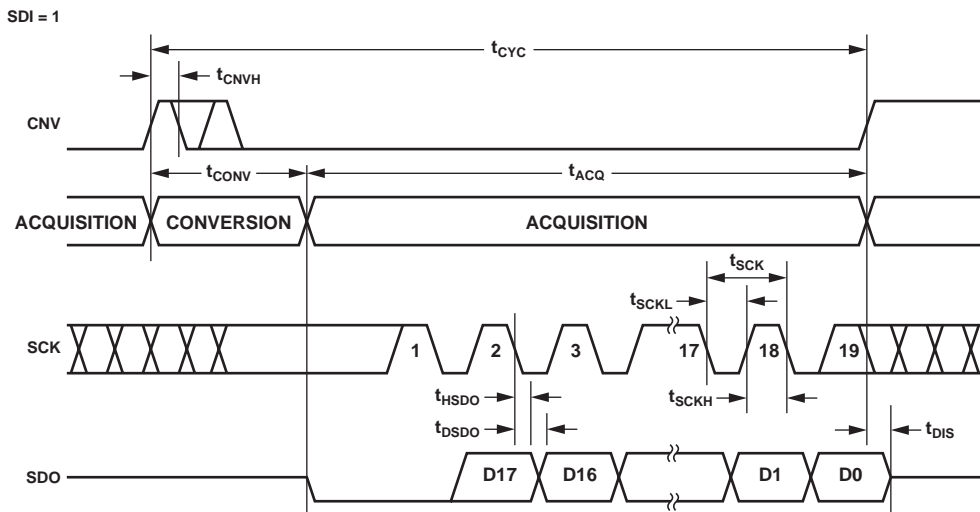 SDI = 1
tCYC
tCNVH
CNV
tCONV
tACQ
ACQUISITION CONVERSION ACQUISITION
tSCK
tSCKL
SCK 1 2 3 17 18 19
tHSDO
tSCKH
tDSDO
tDIS
SDO D17 D16 D1 D0